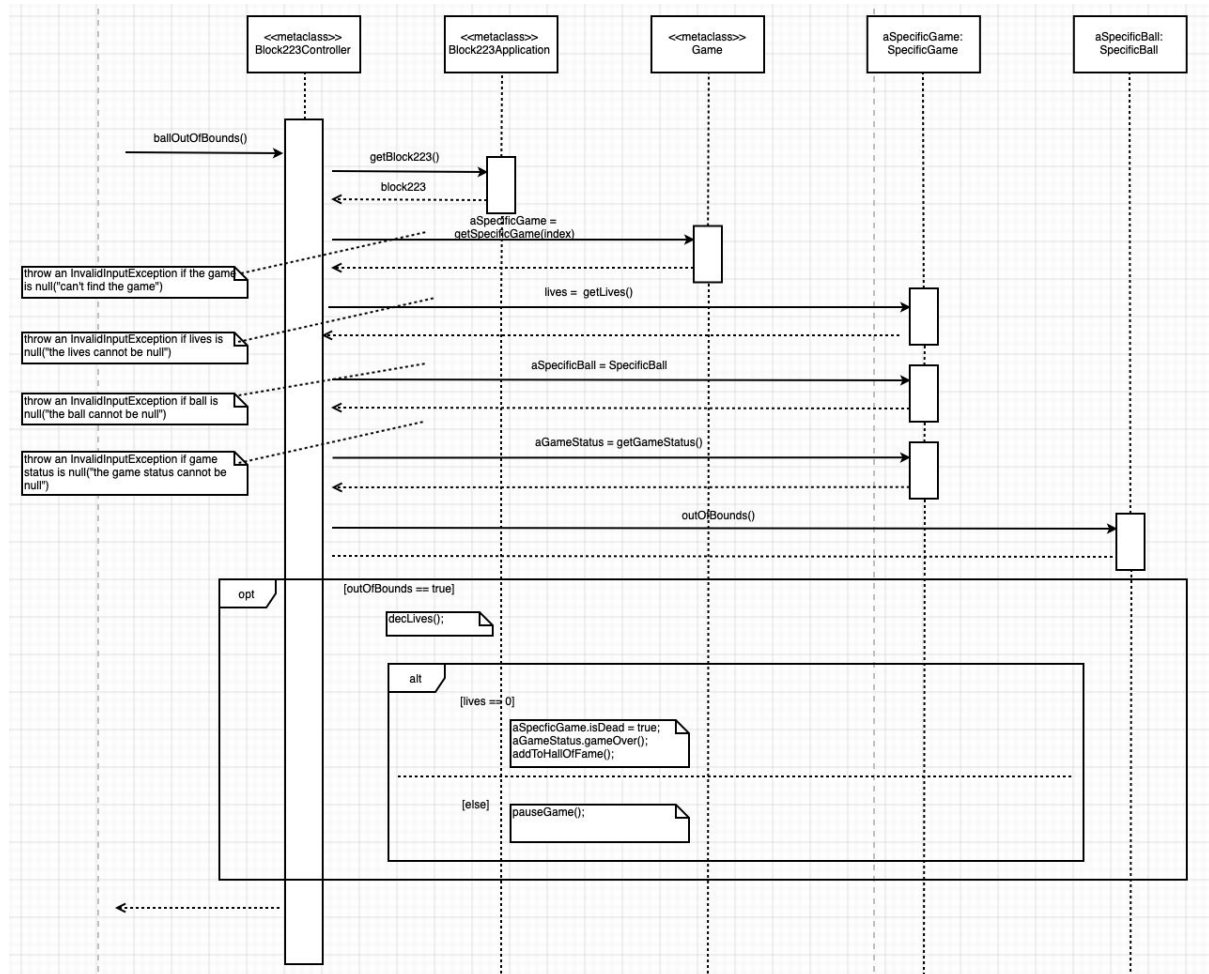 <<metaclass>>
Block223Controller
<<metaclass>>
Block223Application
<<metaclass>>
Game
aSpecificGame:
SpecificGame
aSpecificBall:
SpecificBall
ballOutOfBounds()
getBlock223()
block223
aSpecificGame =
getSpecificGame(index)
throw an InvalidInputException if the game
is null("can't find the game")
lives =  getLives()
throw an InvalidInputException if lives is
null("the lives cannot be null")
aSpecificBall = SpecificBall
throw an InvalidInputException if ball is
null("the ball cannot be null")
aGameStatus = getGameStatus()
throw an InvalidInputException if game
status is null("the game status cannot be
null")
outOfBounds()
opt
[outOfBounds == true]
decLives();
alt
[lives == 0]
aSpecficGame.isDead = true;
aGameStatus.gameOver();
addToHallOfFame();
[else]
pauseGame();